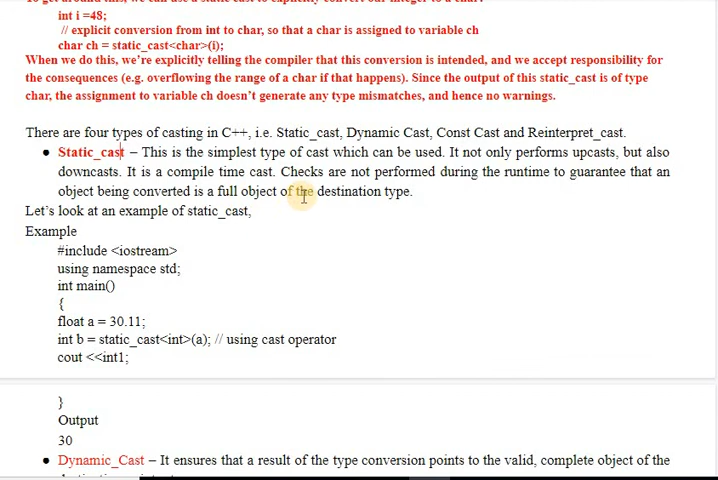 int i =48;
// explicit conversion from int to char, so that a char is assigned to variable ch
char ch = static_cast<char>(i);
When we do this, we're explicitly telling the compiler that this conversion is intended, and we accept responsibility for
the consequences (e.g. overflowing the range of a char if that happens). Since the output of this static_cast is of type
char, the assignment to variable ch doesn't generate any type mismatches, and hence no warnings.
There are four types of casting in C++, i.e. Static_cast, Dynamic Cast, Const Cast and Reinterpret_cast.
• Static_cast – This is the simplest type of cast which can be used. It not only performs upcasts, but also
downcasts. It is a compile time cast. Checks are not performed during the runtime to guarantee that an
object being converted is a full object of the destination type.
Let's look at an example of static_cast,
Example
#include <iostream>
using namespace std;
int main()
{
float a = 30.11;
int b = static_cast<int>(a); // using cast operator
cout <<int1;
}
Output
30
• Dynamic_Cast – It ensures that a result of the type conversion points to the valid, complete object of the